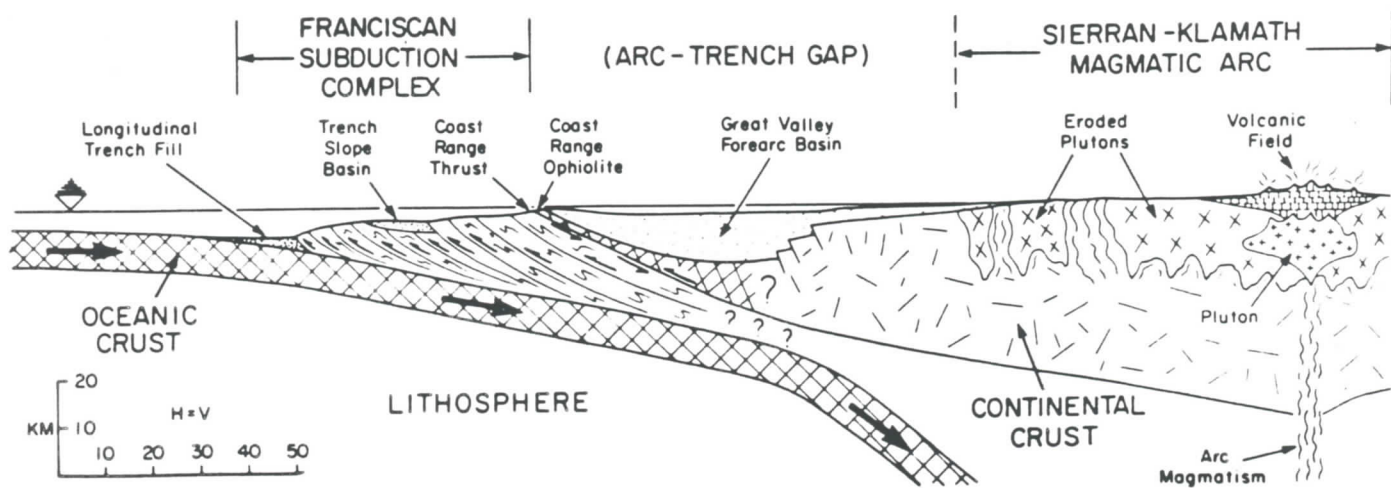 FRANCISCAN
SUBDUCTION
COMPLEX
(ARC-TRENCH GAP)
SIERRAN-KLAMATH
MAGMATIC ARC
Longitudinal
Trench Fill
Trench
Slope
Basin
Coast
Range
Thrust
Coast
Range
Ophiolite
Great Valley
Forearc Basin
Eroded
Plutons
Volcanic
Field
OCEANIC
CRUST
?
? ? ?
?
Pluton
LITHOSPHERE
CONTINENTAL
CRUST
Arc
Magmatism
20
KM 10
H=V
10 20 30 40 50